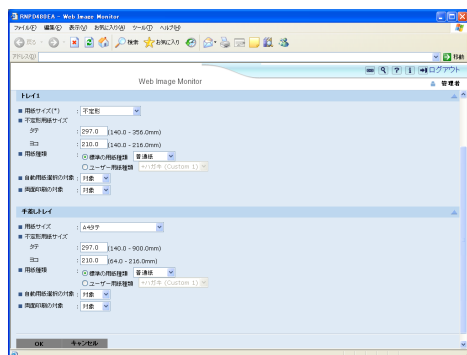 RNPD480EA - Web Image Monitor
ファイル(F) 編集(E) 表示(V) お気に入り(A) ツール(T) ヘルプ(H)
戻る 検索 お気に入り
アドレス(D) 移動
Web Image Monitor
ログアウト
管理者
トレイ1
用紙サイズ(*) : 不定形
不定形用紙サイズ
タテ : 297.0 (140.0 - 356.0mm)
ヨコ : 210.0 (140.0 - 216.0mm)
用紙種類 : 標準の用紙種類 普通紙
ユーザー用紙種類 *ハガキ (Custom 1)
自動用紙選択の対象 : 対象
両面印刷の対象 : 対象
手差しトレイ
用紙サイズ : A4タテ
不定形用紙サイズ
タテ : 297.0 (140.0 - 900.0mm)
ヨコ : 210.0 (64.0 - 216.0mm)
用紙種類 : 標準の用紙種類 普通紙
ユーザー用紙種類 *ハガキ (Custom 1)
自動用紙選択の対象 : 対象
両面印刷の対象 : 対象
OK キャンセル